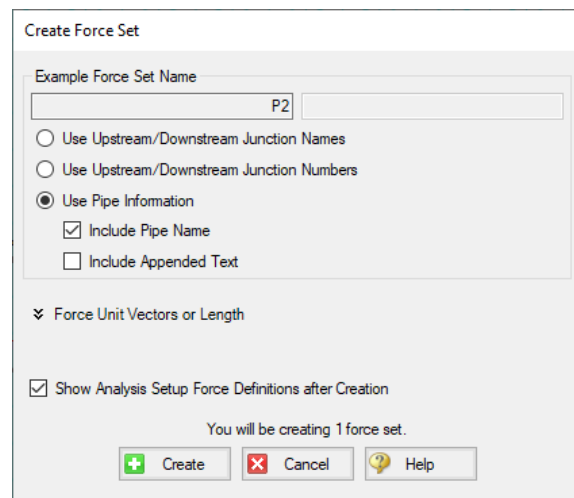 Create Force Set
Example Force Set Name
P2
Use Upstream/Downstream Junction Names
Use Upstream/Downstream Junction Numbers
Use Pipe Information
Include Pipe Name
Include Appended Text
Force Unit Vectors or Length
Show Analysis Setup Force Definitions after Creation
You will be creating 1 force set.
Create Cancel Help